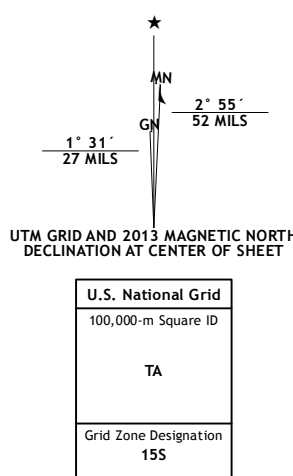 MN
GN
2° 55´
52 MILS
1° 31´
27 MILS
UTM GRID AND 2013 MAGNETIC NORTH
DECLINATION AT CENTER OF SHEET
U.S. National Grid
100,000-m Square ID
TA
Grid Zone Designation
15S